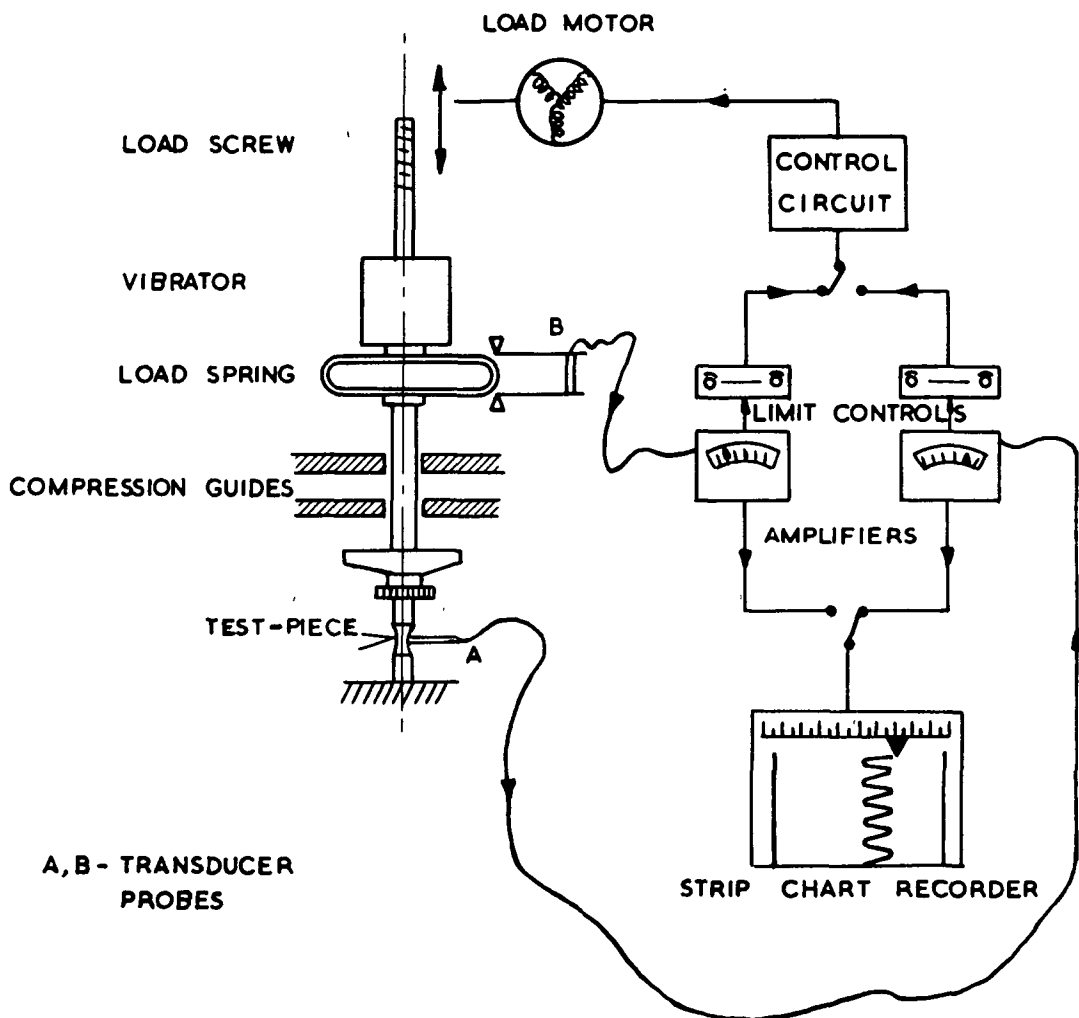 LOAD MOTOR
LOAD SCREW
CONTROL
CIRCUIT
VIBRATOR
B
LOAD SPRING
LIMIT CONTROLS
COMPRESSION GUIDES
AMPLIFIERS
TEST-PIECE
A
A, B - TRANSDUCER
PROBES
STRIP CHART RECORDER